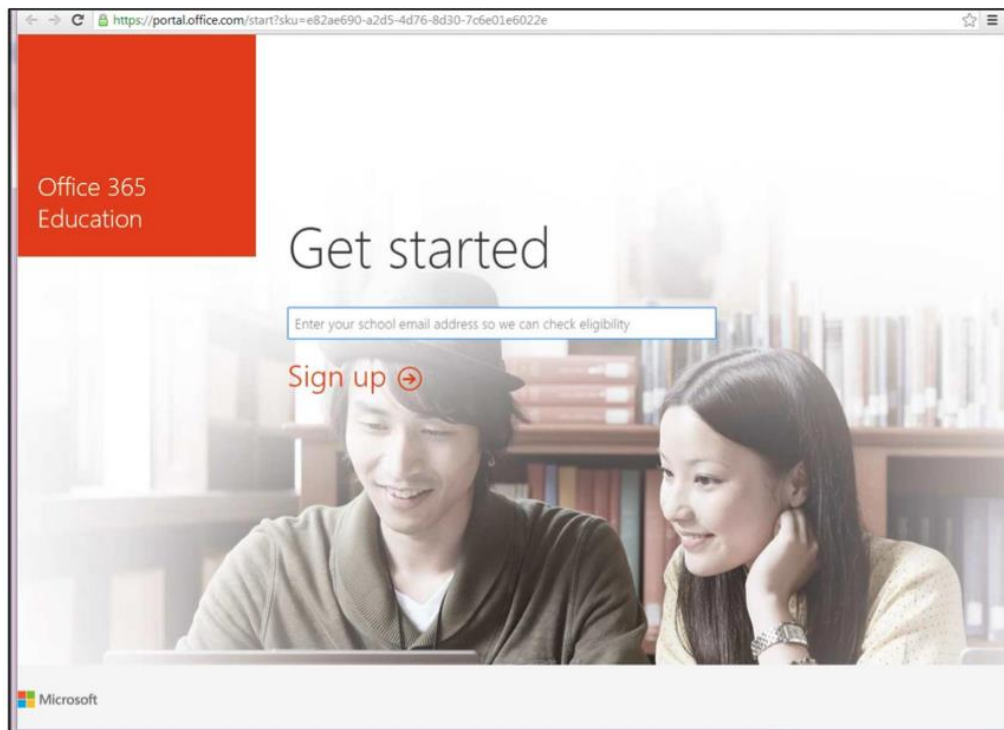 https://portal.office.com/start?sku=e82ae690-a2d5-4d76-8d30-7c6e01e6022e
Office 365
Education
Get started
Enter your school email address so we can check eligibility
Sign up
Microsoft